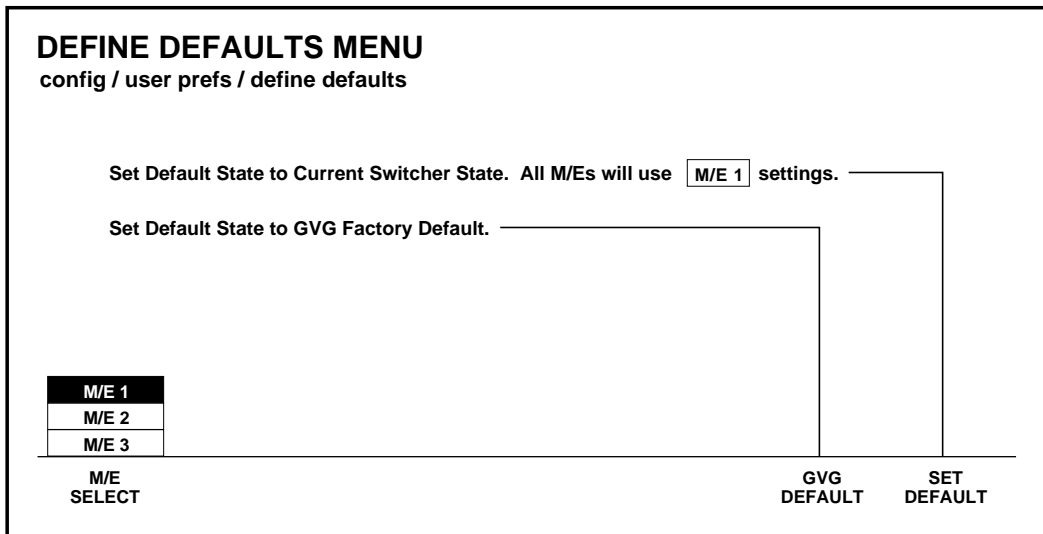 DEFINE DEFAULTS MENU
config / user prefs / define defaults
Set Default State to Current Switcher State. All M/Es will use M/E 1 settings.
Set Default State to GVG Factory Default.
M/E 1
M/E 2
M/E 3
M/E
SELECT
GVG
DEFAULT
SET
DEFAULT